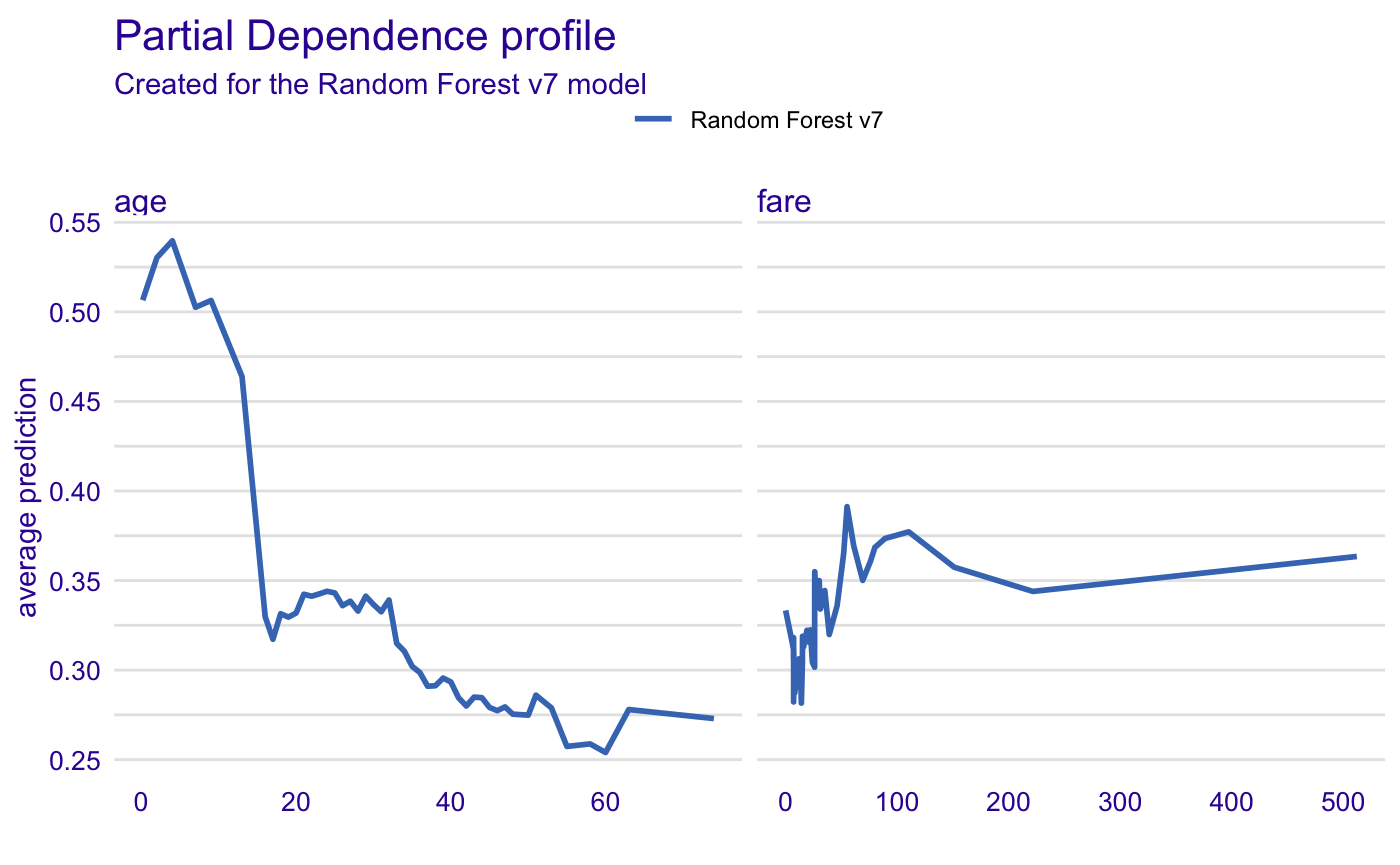 Partial Dependence profile
Created for the Random Forest v7 model
Random Forest v7
age
fare
average prediction
0.55
0.50
0.45
0.40
0.35
0.30
0.25
0 20 40 60
0 100 200 300 400 500